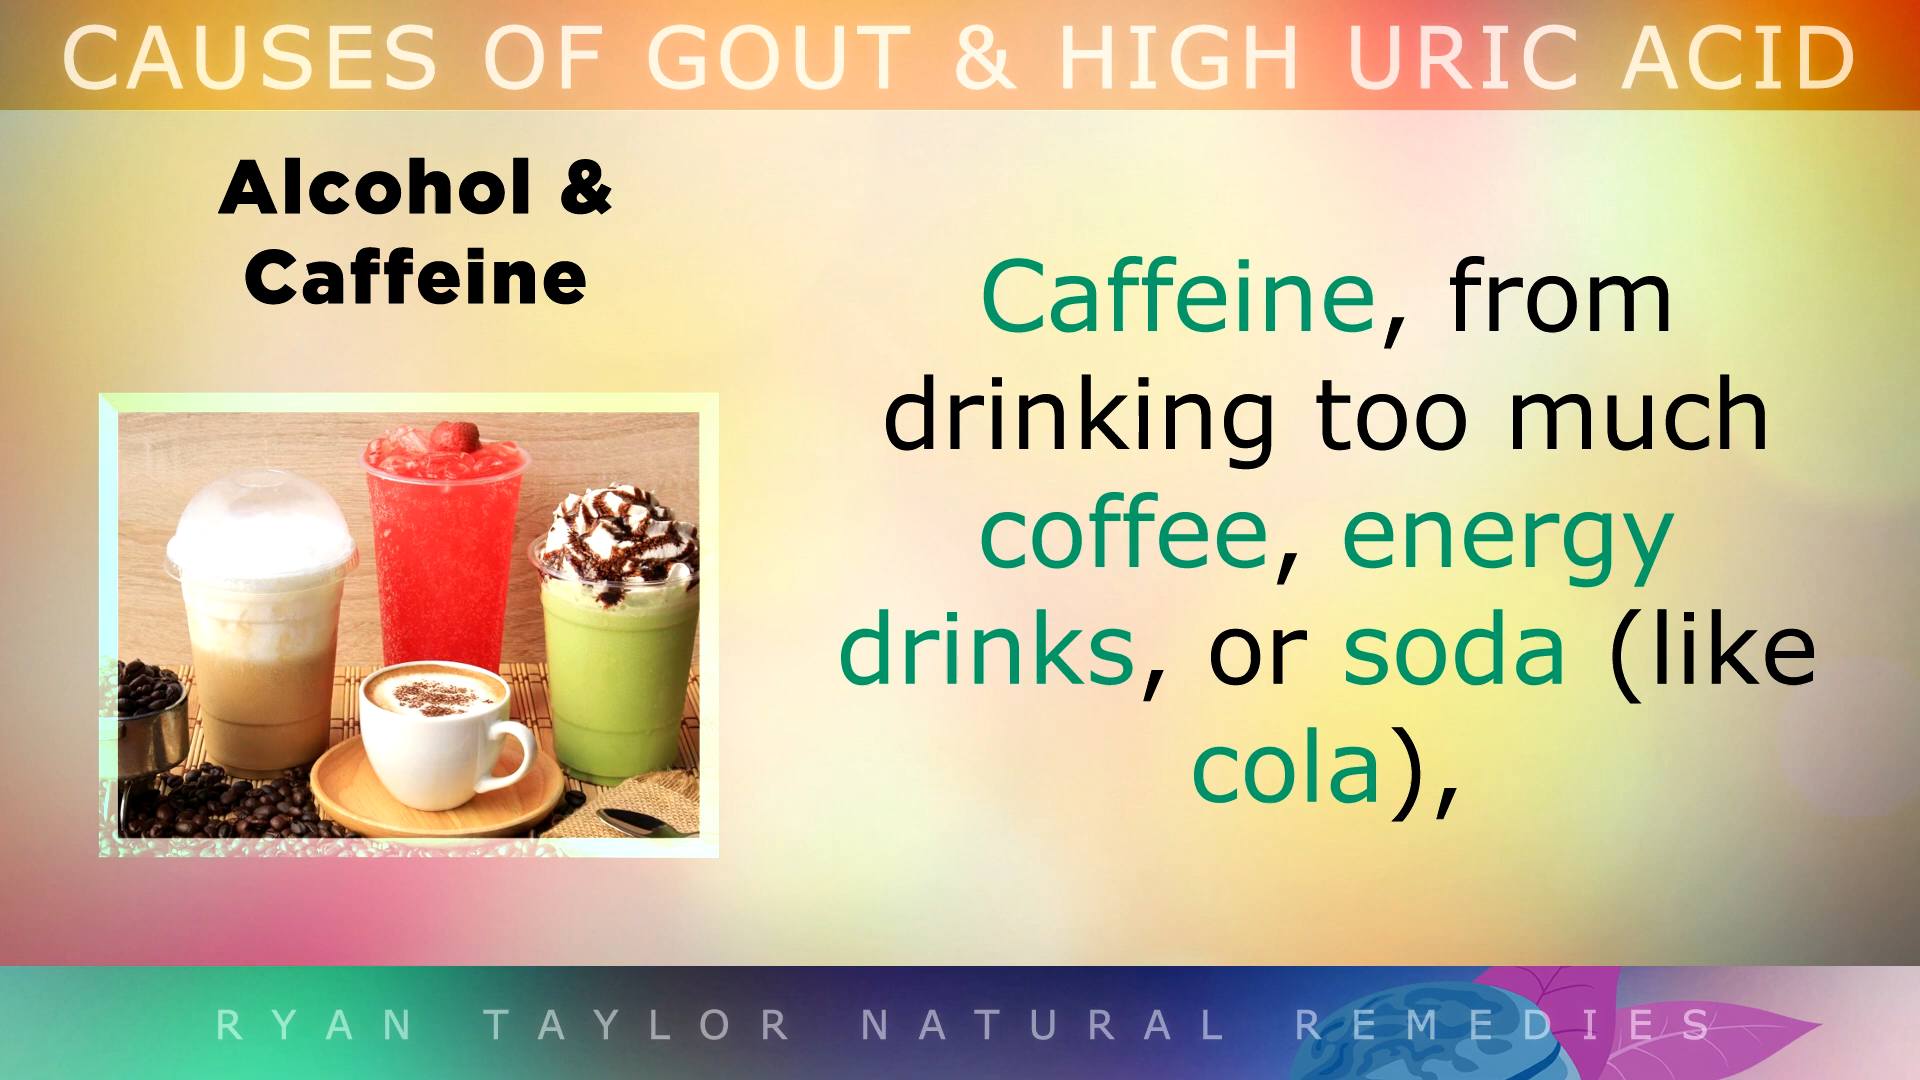 CAUSES OF GOUT & HIGH URIC ACID
Alcohol &
Caffeine
Caffeine, from
drinking too much
coffee, energy
drinks, or soda (like
cola),
RYAN TAYLOR NATURAL REMEDIES